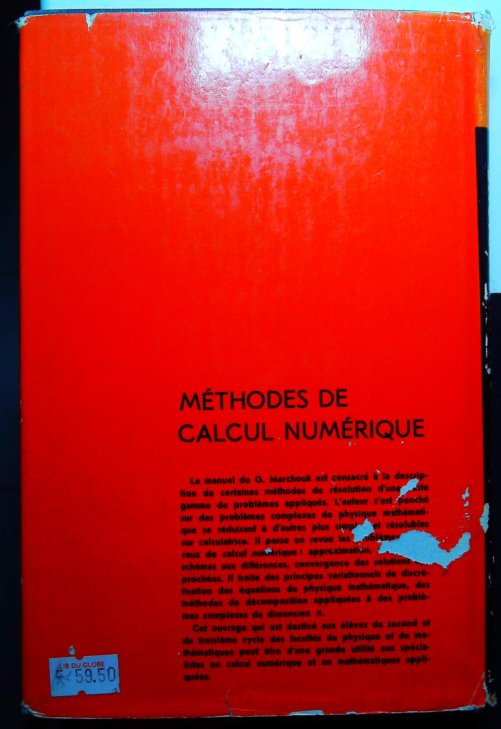 MÉTHODES DE
CALCUL NUMÉRIQUE
Le manuel de G. Marchouk est consacré à la descrip-
tion de certaines méthodes de résolution d'une
gamme de problèmes appliqués. L'auteur s'est penché
sur des problèmes complexes de physique mathémati-
que se réduisant à d'autres plus résolubles
sur calculatrice. Il passe en revue les
raux de calcul numérique : approximation
schémas aux différences, convergence des solutions
prochées. Il traite des principes variationnels de discré-
tisation des équations de physique mathématique, des
méthodes de décomposition appliquées à des problè-
mes complexes de dimension n.
Cet ouvrage qui est destiné aux élèves de second et
du troisième cycle des facultés de physique et de ma-
thématiques peut être d'une grande utilité aux spécia-
listes en calcul numérique et en mathématiques appli-
quées.
LIB DU GLOBE
59.50